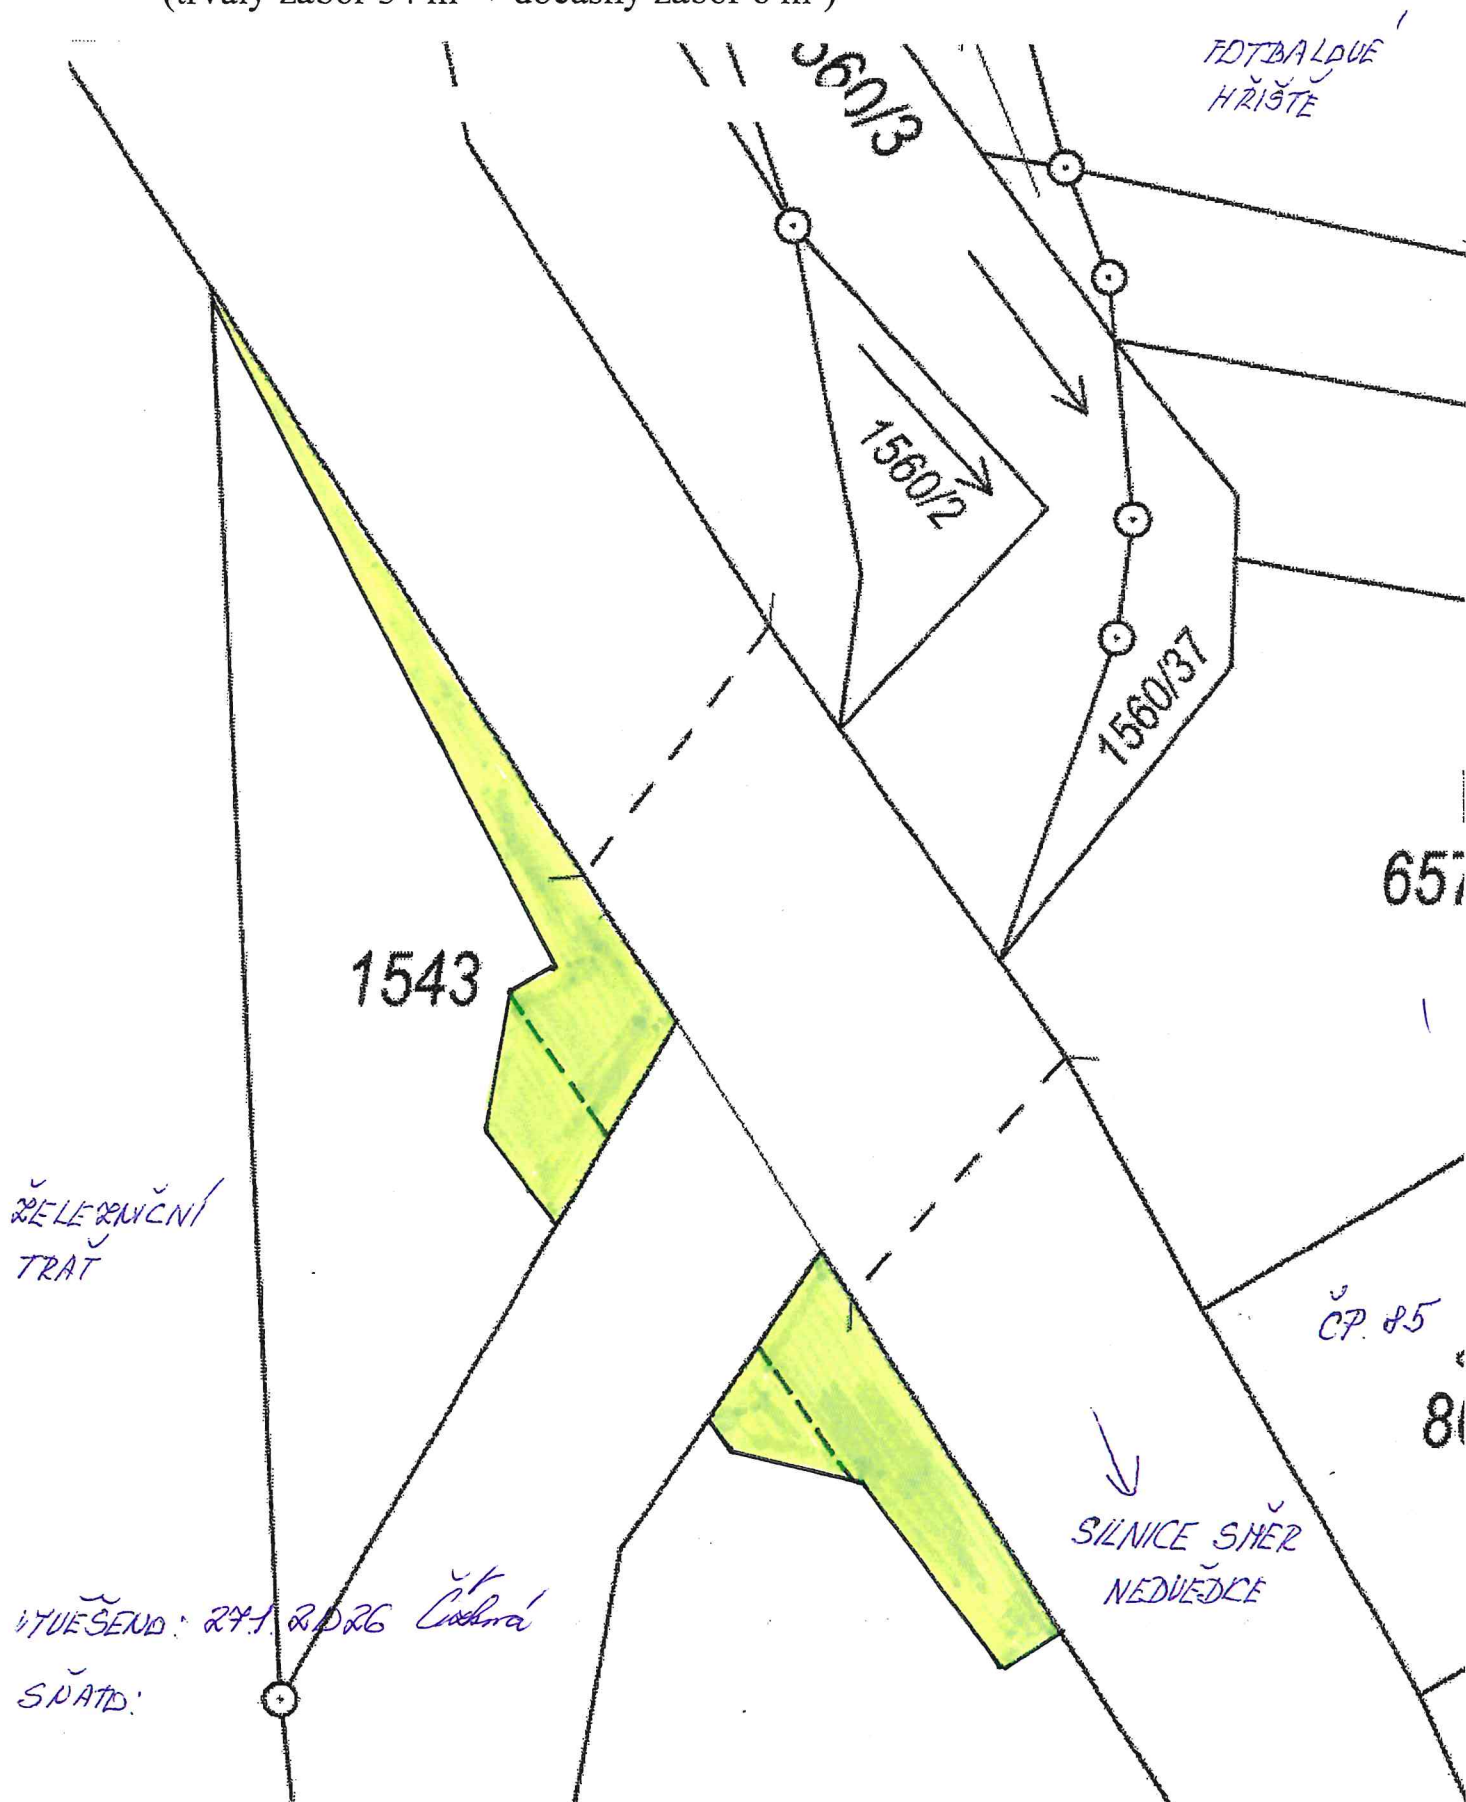 (trvalý zábor 54 m² + dočasný zábor 6 m²)
FOTBALOVÉ
HŘIŠTĚ
560/3
1560/2
1560/37
657
1543
ŽELEZNIČNÍ
TRAŤ
ČP. 85
SILNICE SMĚR
NEDVĚDICE
VYVĚŠENO: 27.1.2026
SŇATO: